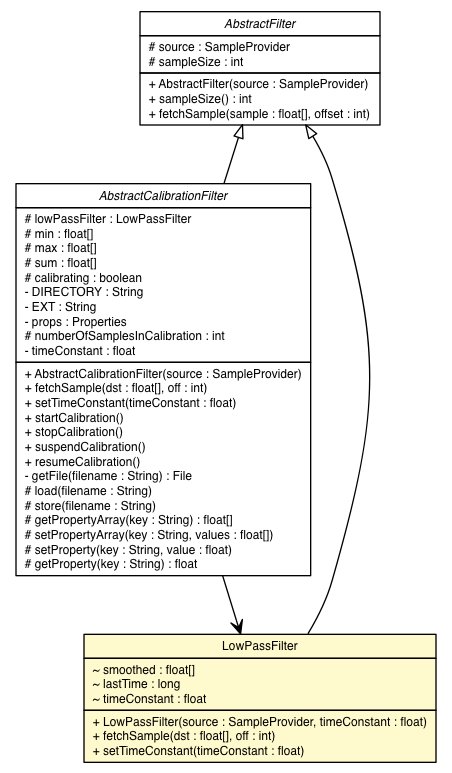 AbstractFilter
# source : SampleProvider
# sampleSize : int
+ AbstractFilter(source : SampleProvider)
+ sampleSize() : int
+ fetchSample(sample : float[], offset : int)
AbstractCalibrationFilter
# lowPassFilter : LowPassFilter
# min : float[]
# max : float[]
# sum : float[]
# calibrating : boolean
- DIRECTORY : String
- EXT : String
- props : Properties
# numberOfSamplesInCalibration : int
- timeConstant : float
+ AbstractCalibrationFilter(source : SampleProvider)
+ fetchSample(dst : float[], off : int)
+ setTimeConstant(timeConstant : float)
+ startCalibration()
+ stopCalibration()
+ suspendCalibration()
+ resumeCalibration()
- getFile(filename : String) : File
# load(filename : String)
# store(filename : String)
# getPropertyArray(key : String) : float[]
# setPropertyArray(key : String, values : float[])
# setProperty(key : String, value : float)
# getProperty(key : String) : float
LowPassFilter
~ smoothed : float[]
~ lastTime : long
~ timeConstant : float
+ LowPassFilter(source : SampleProvider, timeConstant : float)
+ fetchSample(dst : float[], off : int)
+ setTimeConstant(timeConstant : float)